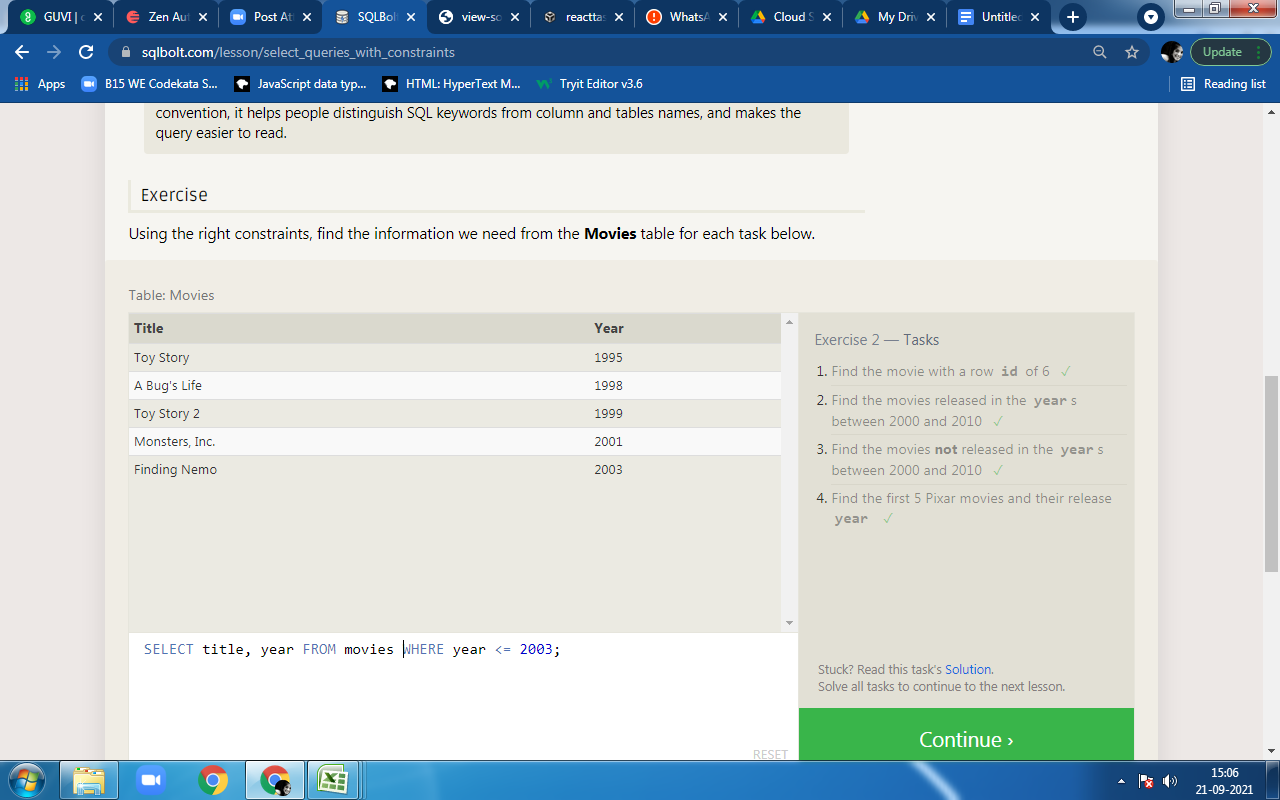 GUVI | c
Zen Aut
Post Att
SQLBolt
view-so
reacttas
WhatsA
Cloud S
My Driv
Untitled
sqlbolt.com/lesson/select_queries_with_constraints
Update
Apps
B15 WE Codekata S...
JavaScript data typ...
HTML: HyperText M...
Tryit Editor v3.6
Reading list
convention, it helps people distinguish SQL keywords from column and tables names, and makes the
query easier to read.
Exercise
Using the right constraints, find the information we need from the Movies table for each task below.
Table: Movies
Title Year
Toy Story 1995
A Bug's Life 1998
Toy Story 2 1999
Monsters, Inc. 2001
Finding Nemo 2003
SELECT title, year FROM movies WHERE year <= 2003;
RESET
Exercise 2 — Tasks
1. Find the movie with a row id of 6 ✓
2. Find the movies released in the year s
between 2000 and 2010 ✓
3. Find the movies not released in the year s
between 2000 and 2010 ✓
4. Find the first 5 Pixar movies and their release
year ✓
Stuck? Read this task's Solution.
Solve all tasks to continue to the next lesson.
Continue ›
15:06
21-09-2021